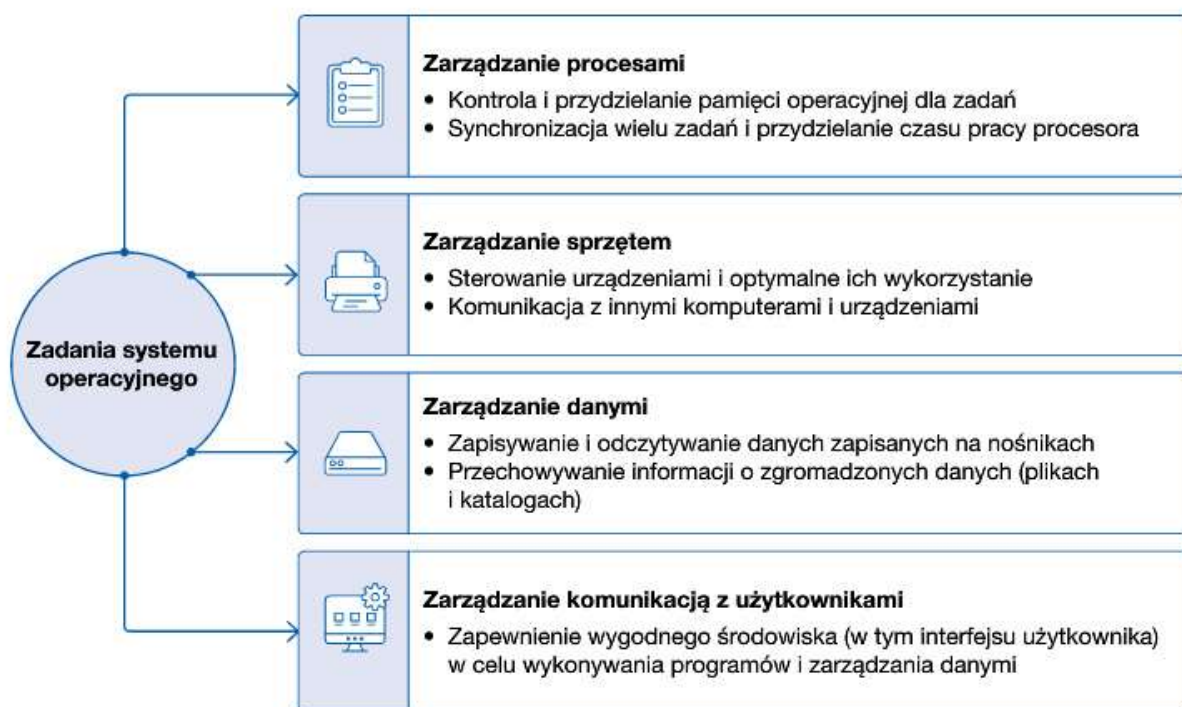 Zarządzanie procesami
• Kontrola i przydzielanie pamięci operacyjnej dla zadań
• Synchronizacja wielu zadań i przydzielanie czasu pracy procesora
Zarządzanie sprzętem
• Sterowanie urządzeniami i optymalne ich wykorzystanie
• Komunikacja z innymi komputerami i urządzeniami
Zadania systemu
operacyjnego
Zarządzanie danymi
• Zapisywanie i odczytywanie danych zapisanych na nośnikach
• Przechowywanie informacji o zgromadzonych danych (plikach
i katalogach)
Zarządzanie komunikacją z użytkownikami
• Zapewnienie wygodnego środowiska (w tym interfejsu użytkownika)
w celu wykonywania programów i zarządzania danymi